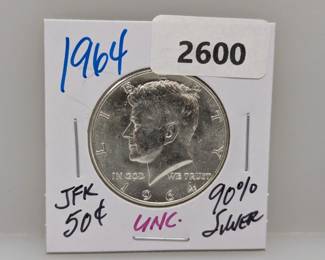 1964
2600
LIBERTY
IN GOD WE TRUST
1964
JFK
50¢
UNC.
90%
Silver